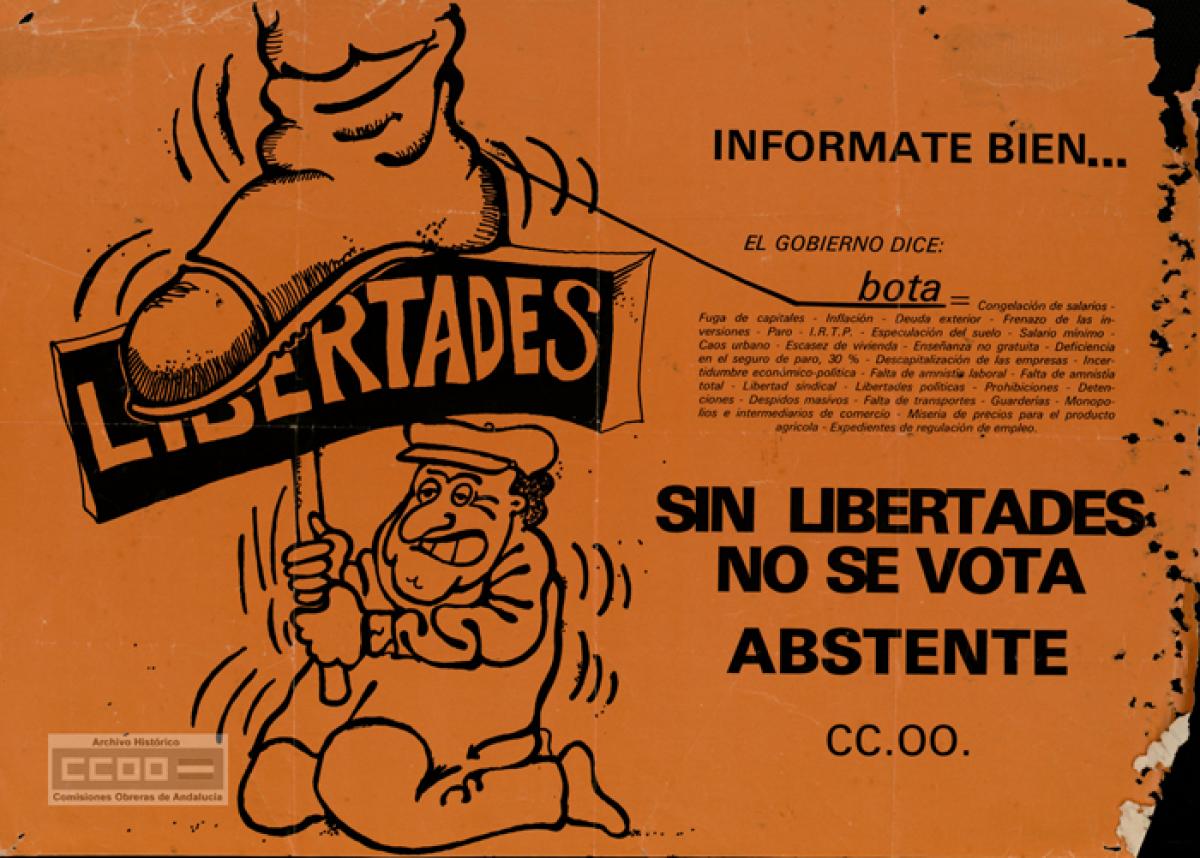 INFORMATE BIEN...
EL GOBIERNO DICE:
bota =
Congelación de salarios -
Fuga de capitales - Inflación - Deuda exterior - Frenazo de las in-
versiones - Paro - I.R.T.P. - Especulación del suelo - Salario mínimo -
Caos urbano - Escasez de vivienda - Enseñanza no gratuita - Deficiencia
en el seguro de paro, 30 % - Descapitalización de las empresas - Incer-
tidumbre económico-política - Falta de amnistía laboral - Falta de amnistía
total - Libertad sindical - Libertades políticas - Prohibiciones - Deten-
ciones - Despidos masivos - Falta de transportes - Guarderías - Monopo-
lios e intermediarios de comercio - Miseria de precios para el producto
agrícola - Expedientes de regulación de empleo.
LIBERTADES
SIN LIBERTADES
NO SE VOTA
ABSTENTE
CC.OO.
Archivo Histórico
CCOO
Comisiones Obreras de Andalucía